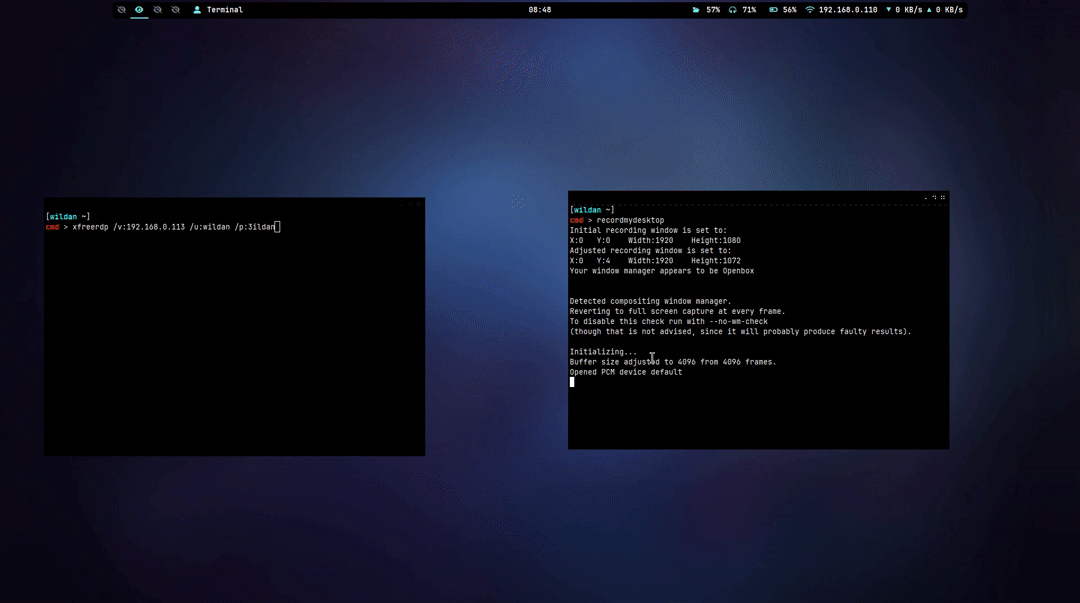 Terminal
08:48
57% 71% 56% 192.168.0.110 ▼ 0 KB/s ▲ 0 KB/s
[wildan ~]
cmd > xfreerdp /v:192.168.0.113 /u:wildan /p:3ildan
[wildan ~]
cmd > recordmydesktop
Initial recording window is set to:
X:0   Y:0    Width:1920    Height:1080
Adjusted recording window is set to:
X:0   Y:4    Width:1920    Height:1072
Your window manager appears to be Openbox
Detected compositing window manager.
Reverting to full screen capture at every frame.
To disable this check run with --no-wm-check
(though that is not advised, since it will probably produce faulty results).
Initializing...
Buffer size adjusted to 4096 from 4096 frames.
Opened PCM device default